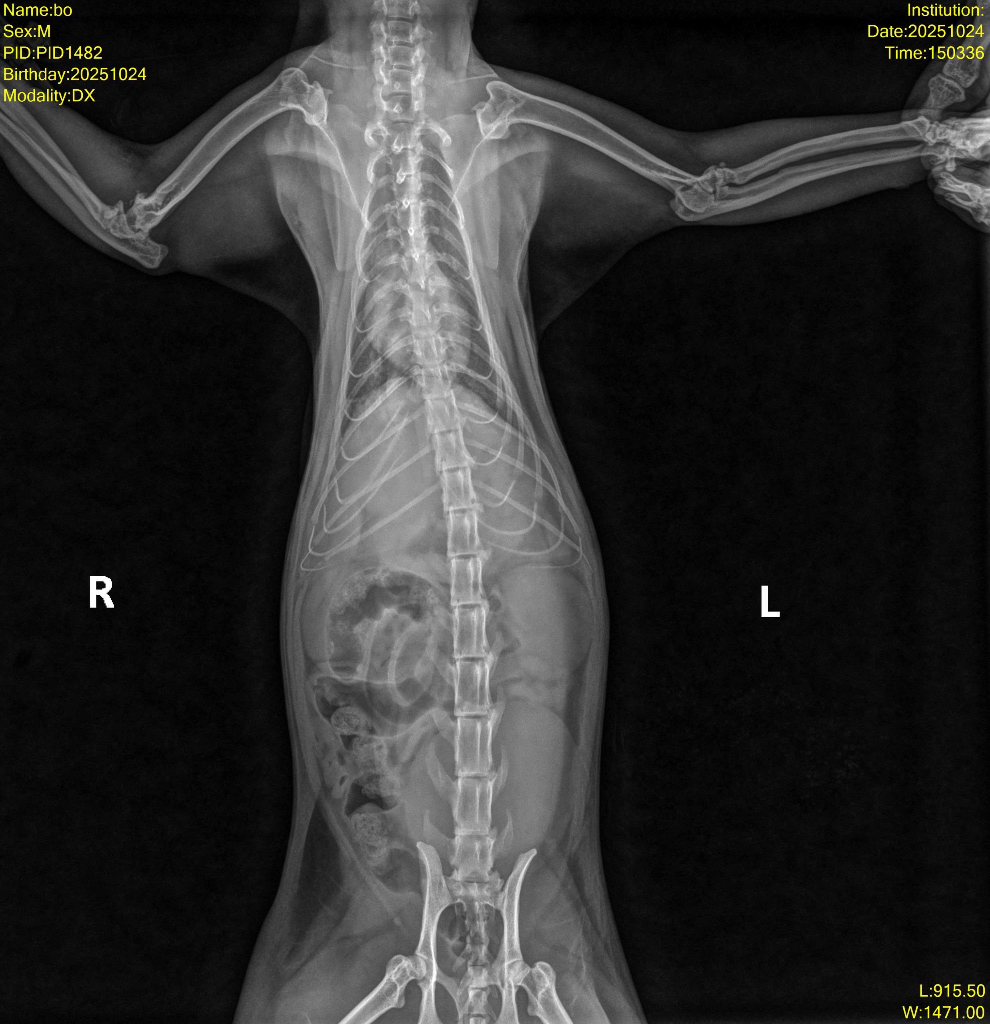 Name:bo
Sex:M
PID:PID1482
Birthday:20251024
Modality:DX
Institution:
Date:20251024
Time:150336
R
L
L:915.50
W:1471.00